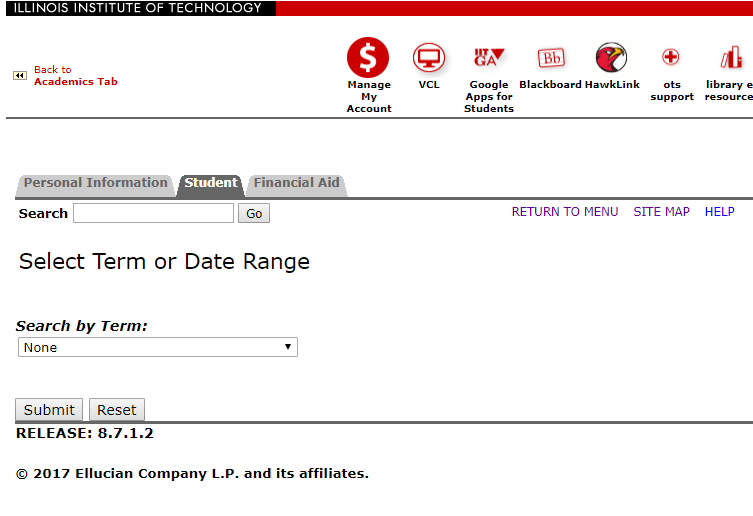 ILLINOIS INSTITUTE OF TECHNOLOGY
Back to
Academics Tab
$
Manage
My
Account
VCL
IIT
GA
Google
Apps for
Students
Bb
Blackboard
HawkLink
ots
support
library e
resource
Personal Information
Student
Financial Aid
Search
Go
RETURN TO MENU
SITE MAP
HELP
Select Term or Date Range
Search by Term:
None
Submit
Reset
RELEASE: 8.7.1.2
© 2017 Ellucian Company L.P. and its affiliates.